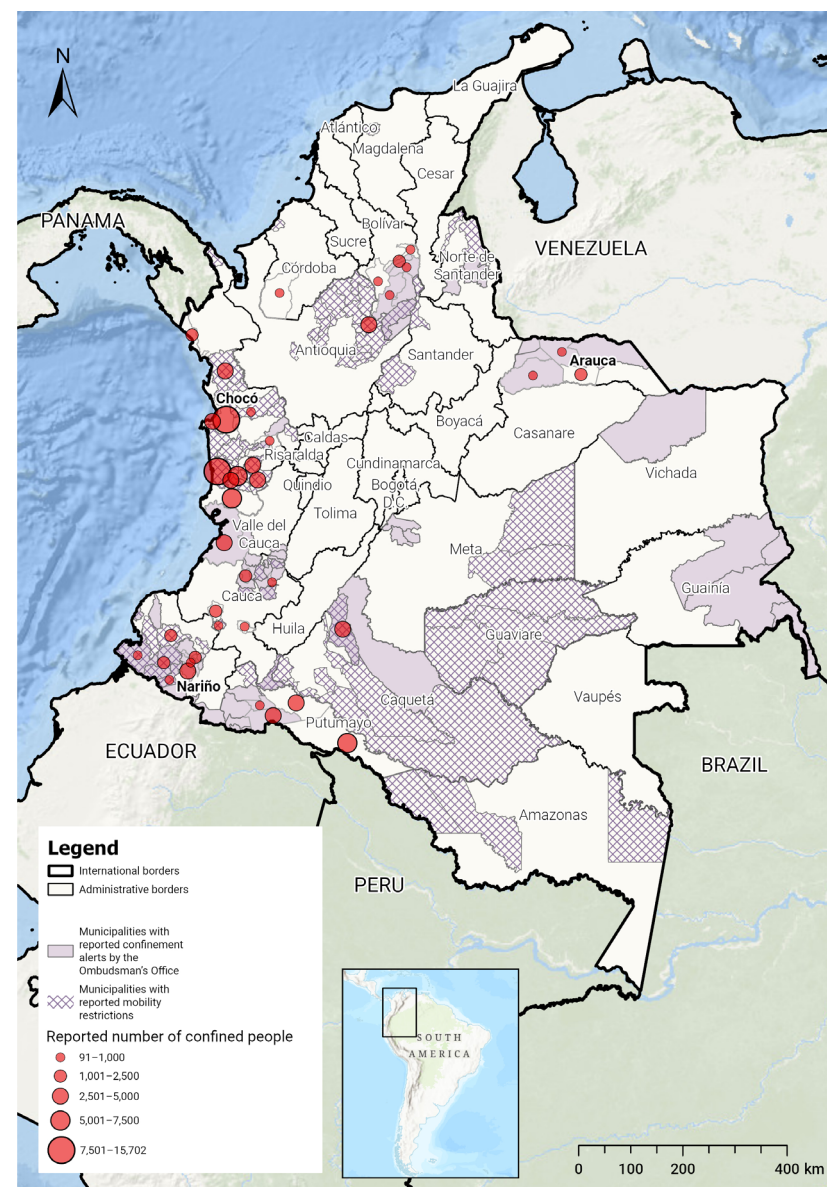 N
La Guajira
Atlántico
Magdalena
Cesar
PANAMA
Bolívar
Sucre
VENEZUELA
Norte de
Santander
Córdoba
Antioquia
Santander
Arauca
Chocó
Boyacá
Caldas
Casanare
Risaralda
Cundinamarca
Vichada
Quindio
Bogotá
D.C.
Tolima
Valle del
Cauca
Meta
Guainía
Cauca
Huila
Guaviare
Nariño
Caquetá
Vaupés
Putumayo
ECUADOR
BRAZIL
Amazonas
PERU
Legend
International borders
Administrative borders
Municipalities with
reported confinement
alerts by the
Ombudsman's Office
Municipalities with
reported mobility
restrictions
Reported number of confined people
91–1,000
1,001–2,500
2,501–5,000
5,001–7,500
7,501–15,702
SOUTH
AMERICA
0 100 200 400 km